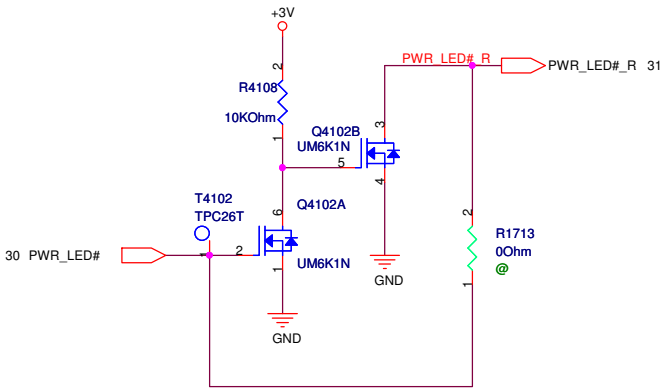 +3V
PWR_LED#_R
PWR_LED#_R 31
2
R4108
10KOhm
1
Q4102B
UM6K1N
3
5
4
T4102
TPC26T
6
Q4102A
30 PWR_LED#
2
UM6K1N
1
GND
GND
2
R1713
0Ohm
@
1